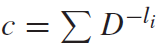 c = ∑ D^{-l_i}